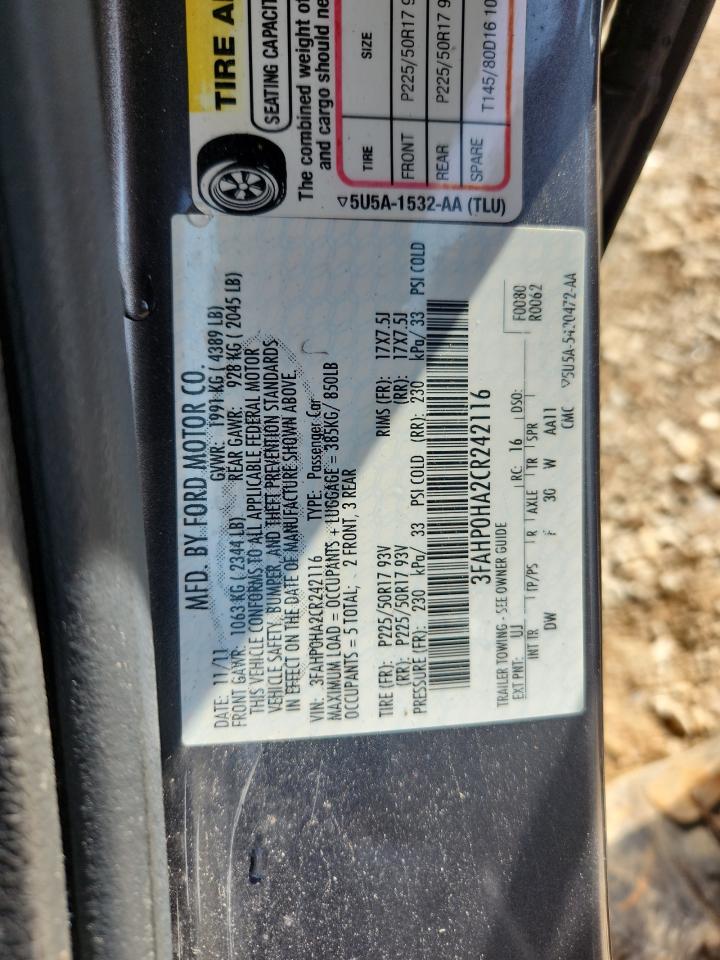 TIRE A
SEATING CAPACIT
The combined weight of
and cargo should ne
TIRE SIZE
FRONT P225/50R17 9
REAR P225/50R17 9
SPARE T145/80D16 10
▽5U5A-1532-AA (TLU)
MFD. BY FORD MOTOR CO.
DATE: 11/11 GVWR: 1991 KG ( 4389 LB)
FRONT GAWR: 1063 KG ( 2344 LB) REAR GAWR: 928 KG ( 2045 LB)
THIS VEHICLE CONFORMS TO ALL APPLICABLE FEDERAL MOTOR
VEHICLE SAFETY, BUMPER, AND THEFT PREVENTION STANDARDS
IN EFFECT ON THE DATE OF MANUFACTURE SHOWN ABOVE.
VIN: 3FAHP0HA2CR242116 TYPE: Passenger Car
MAXIMUM LOAD = OCCUPANTS + LUGGAGE = 385KG/ 850LB
OCCUPANTS = 5 TOTAL; 2 FRONT, 3 REAR
TIRE (FR): P225/50R17 93V RIMS (FR): 17X7.5J
(RR): P225/50R17 93V (RR): 17X7.5J
PRESSURE (FR): 230 kPa/ 33 PSI COLD (RR): 230 kPa/ 33 PSI COLD
3FAHP0HA2CR242116
TRAILER TOWING - SEE OWNER GUIDE
F0080
R0062
EXT PNT: UJ RC: 16 DSO:
INT TR TP/PS R AXLE TR SPR
DW F 30 W AA11
CMC ▽5U5A-5420472-AA